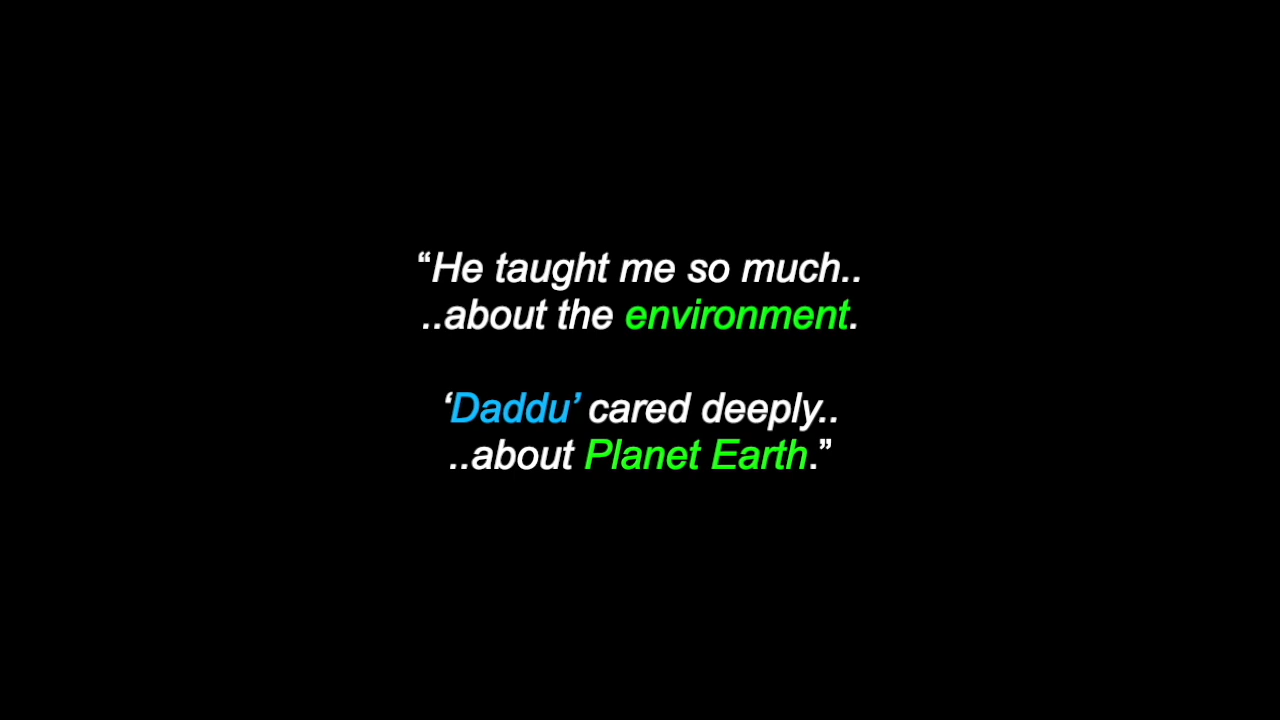 “He taught me so much..
..about the environment.
‘Daddu’ cared deeply..
..about Planet Earth.”